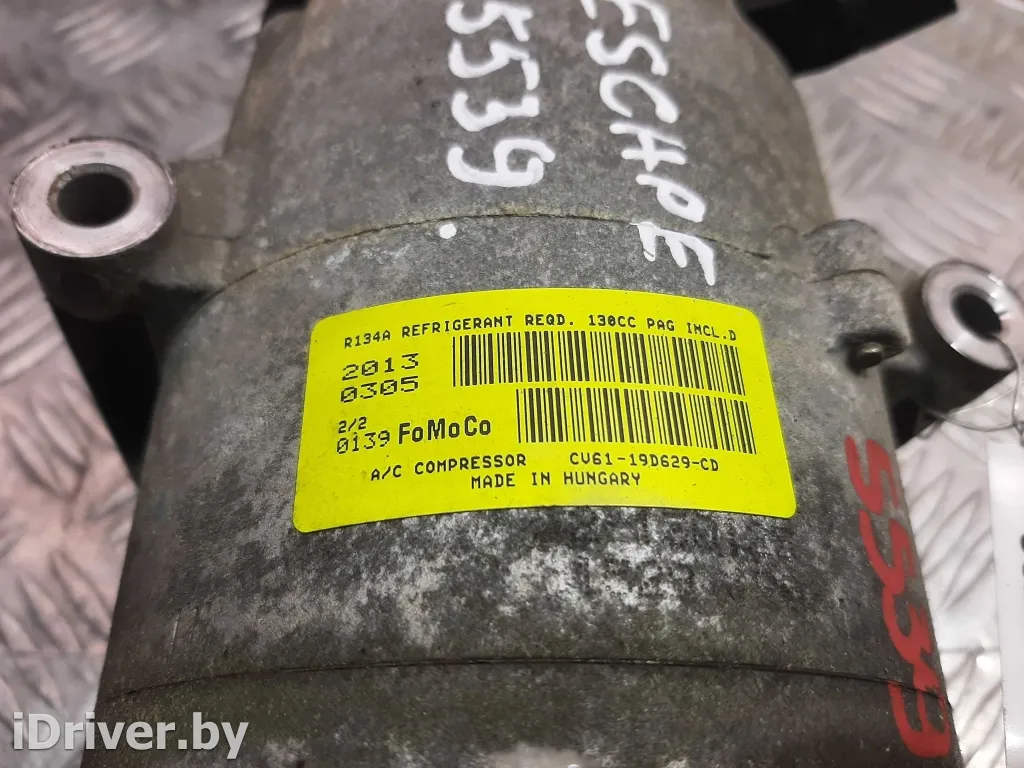 5539.
ESCAPE
R134A REFRIGERANT REQD. 130CC PAG INCL.D
2013
0305
2/2
0139 FoMoCo
A/C COMPRESSOR CV61-19D629-CD
MADE IN HUNGARY
5539
iDriver.by